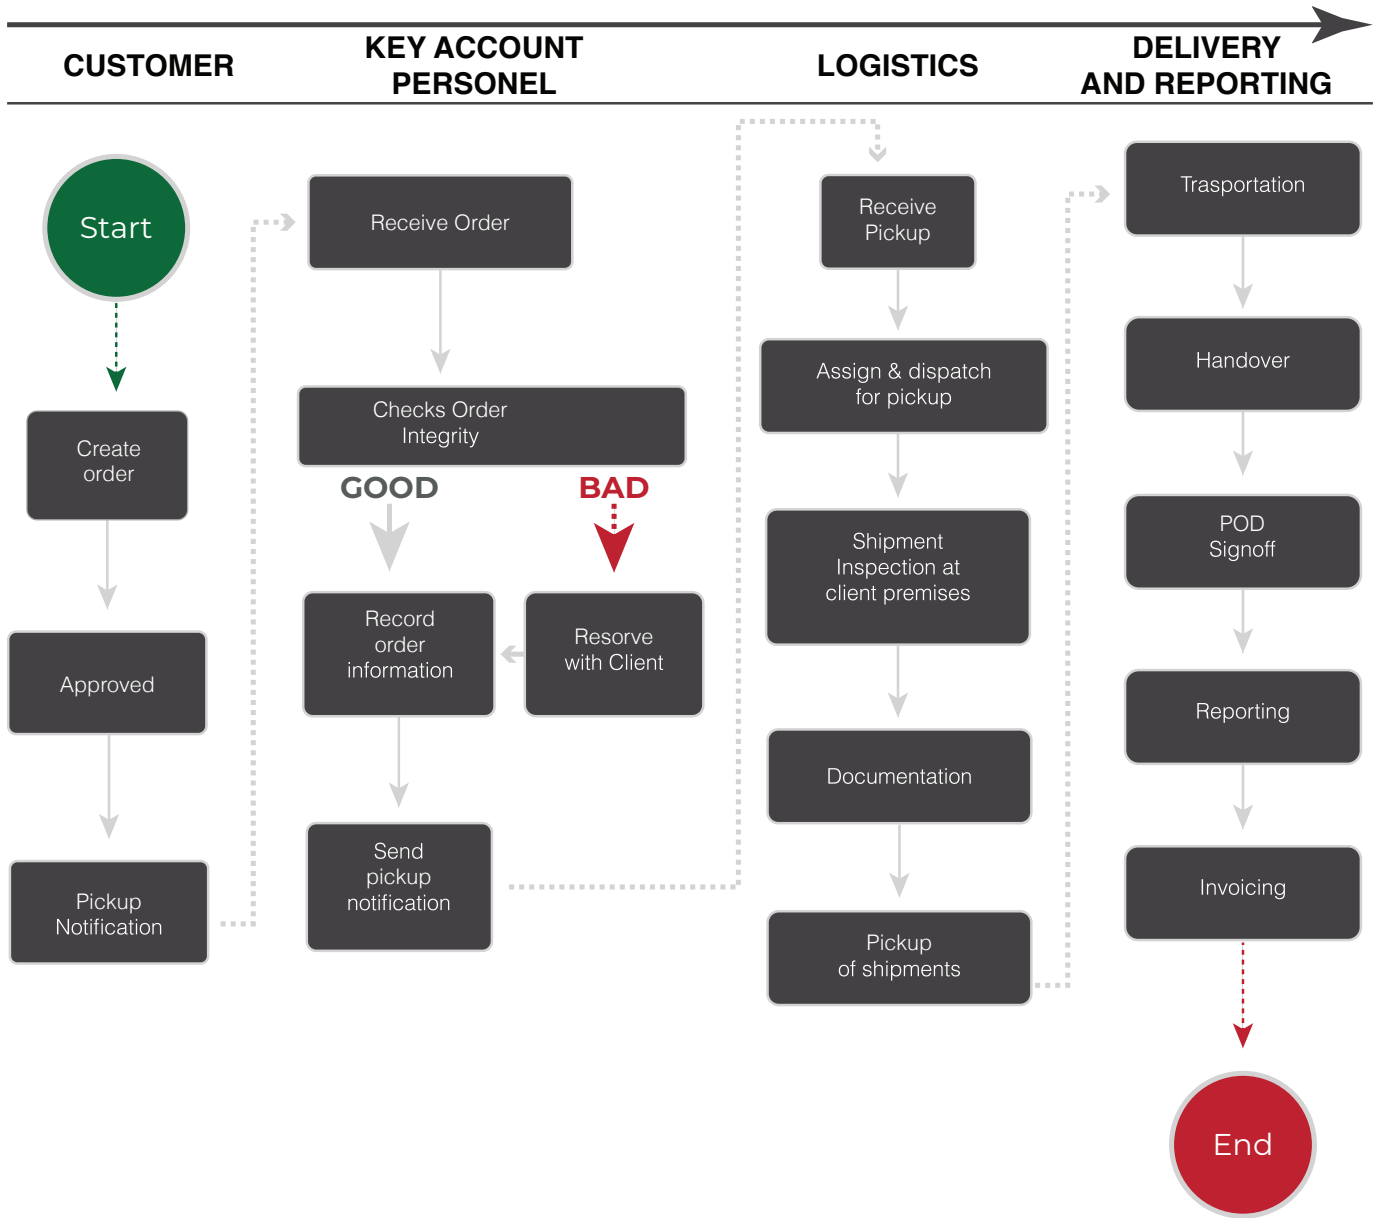 CUSTOMER
KEY ACCOUNT
PERSONEL
LOGISTICS
DELIVERY
AND REPORTING
Start
Create
order
Approved
Pickup
Notification
Receive Order
Checks Order
Integrity
GOOD
BAD
Record
order
information
Resorve
with Client
Send
pickup
notification
Receive
Pickup
Assign & dispatch
for pickup
Shipment
Inspection at
client premises
Documentation
Pickup
of shipments
Trasportation
Handover
POD
Signoff
Reporting
Invoicing
End